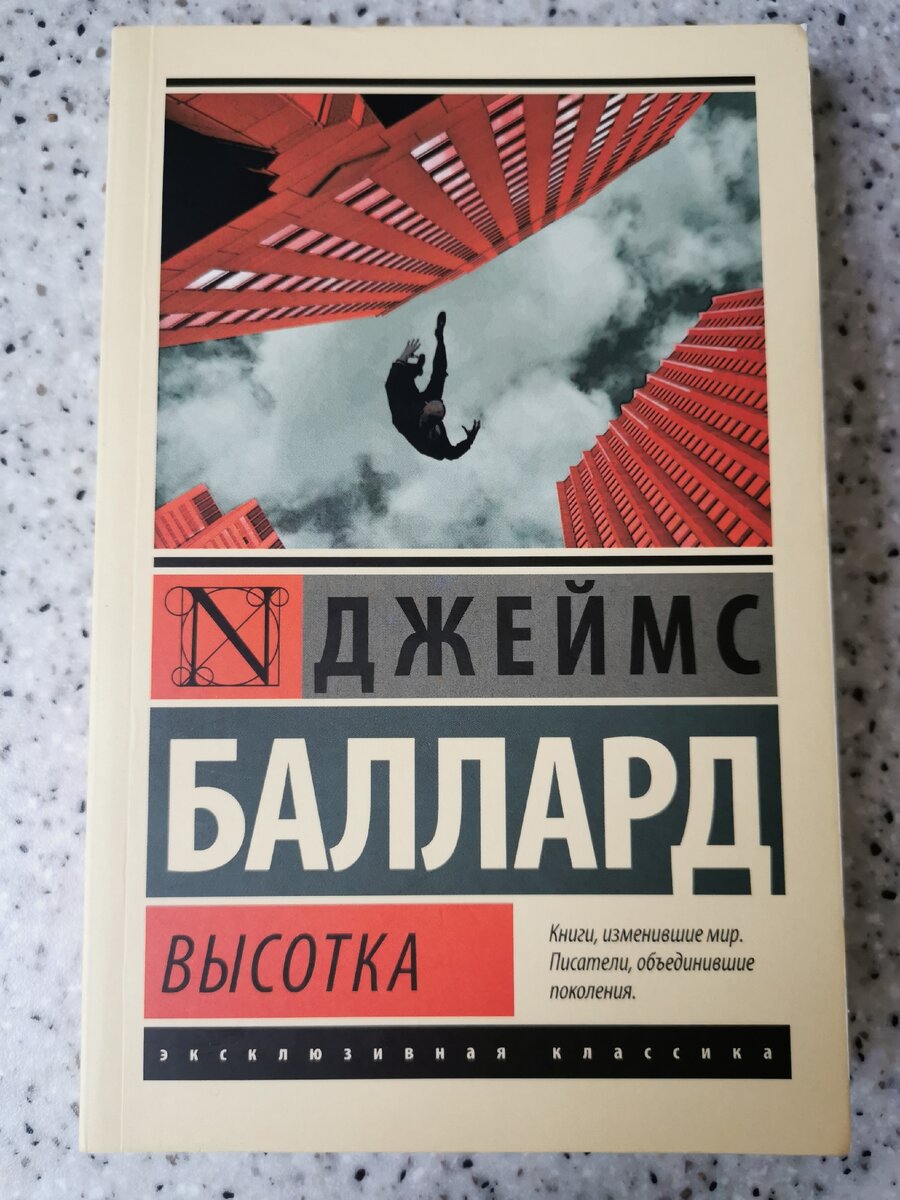 N ДЖЕЙМС
БАЛЛАРД
ВЫСОТКА
Книги, изменившие мир.
Писатели, объединившие
поколения.
эксклюзивная классика